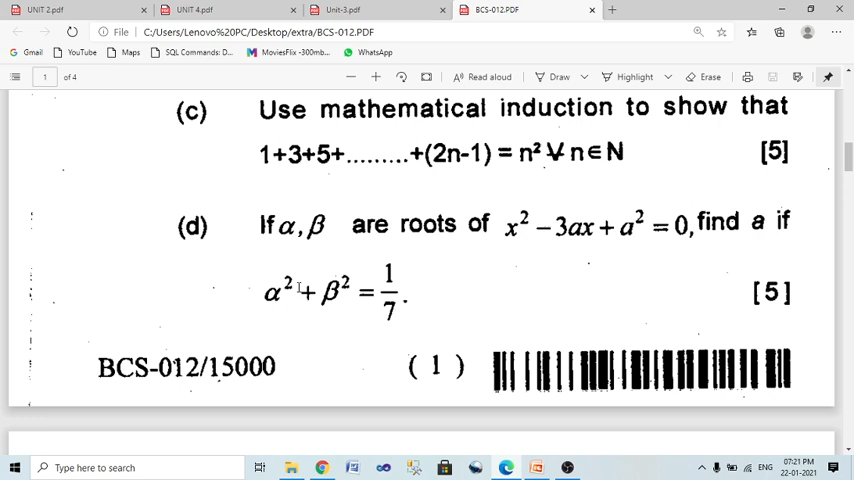 UNIT 2.pdf
UNIT 4.pdf
Unit-3.pdf
BCS-012.PDF
File
C:/Users/Lenovo%20PC/Desktop/extra/BCS-012.PDF
Gmail
YouTube
Maps
SQL Commands: D...
MoviesFlix -300mb...
WhatsApp
1 of 4
Read aloud
Draw
Highlight
Erase
(c) Use mathematical induction to show that
1+3+5+.........+(2n-1) = n² ∀ n∈N [5]
(d) If α, β are roots of x² − 3ax + a² = 0, find a if
α² + β² = 1/7. [5]
BCS-012/15000 ( 1 )
Type here to search
ENG
07:21 PM
22-01-2021